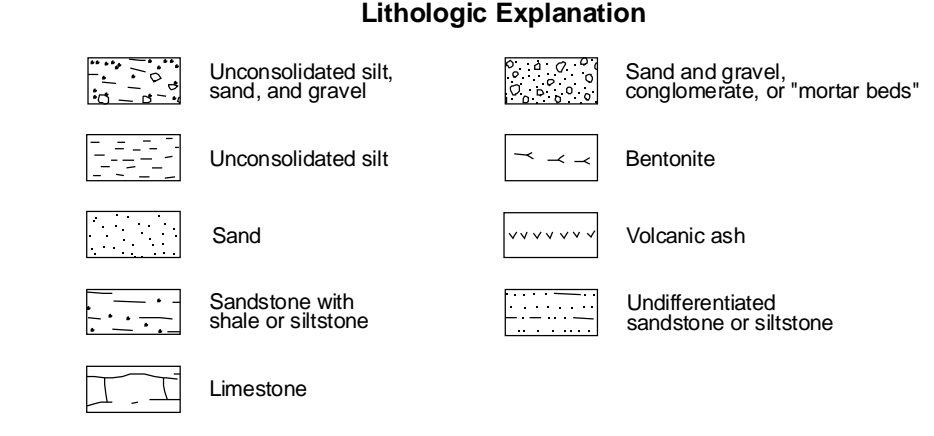 Lithologic Explanation
Unconsolidated silt,
sand, and gravel
Unconsolidated silt
Sand
Sandstone with
shale or siltstone
Limestone
Sand and gravel,
conglomerate, or "mortar beds"
Bentonite
Volcanic ash
Undifferentiated
sandstone or siltstone